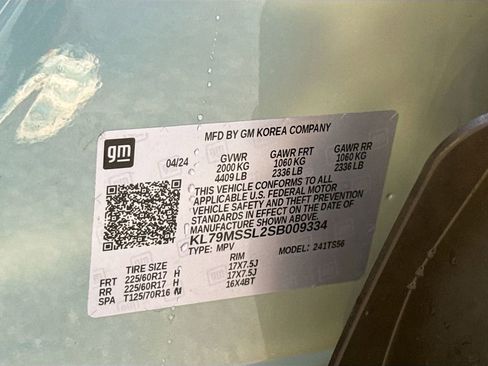 gm
MFD BY GM KOREA COMPANY
04/24 GVWR GAWR FRT GAWR RR
2000 KG 1060 KG 1060 KG
4409 LB 2336 LB 2336 LB
THIS VEHICLE CONFORMS TO ALL
APPLICABLE U.S. FEDERAL MOTOR
VEHICLE SAFETY AND THEFT PREVENTION
STANDARDS IN EFFECT ON THE DATE OF
MANUFACTURE SHOWN ABOVE.
KL79MSSL2SB009334
TYPE: MPV MODEL: 241TS56
TIRE SIZE RIM
FRT 225/60R17 H 17X7.5J
RR 225/60R17 H 17X7.5J
SPA T125/70R16 M 16X4BT